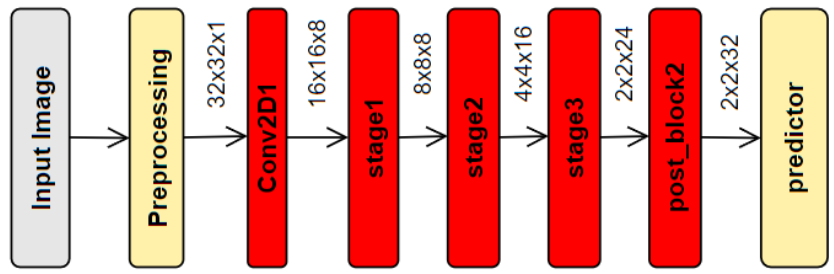 Input Image
Preprocessing
32x32x1
Conv2D1
16x16x8
stage1
8x8x8
stage2
4x4x16
stage3
2x2x24
post_block2
2x2x32
predictor